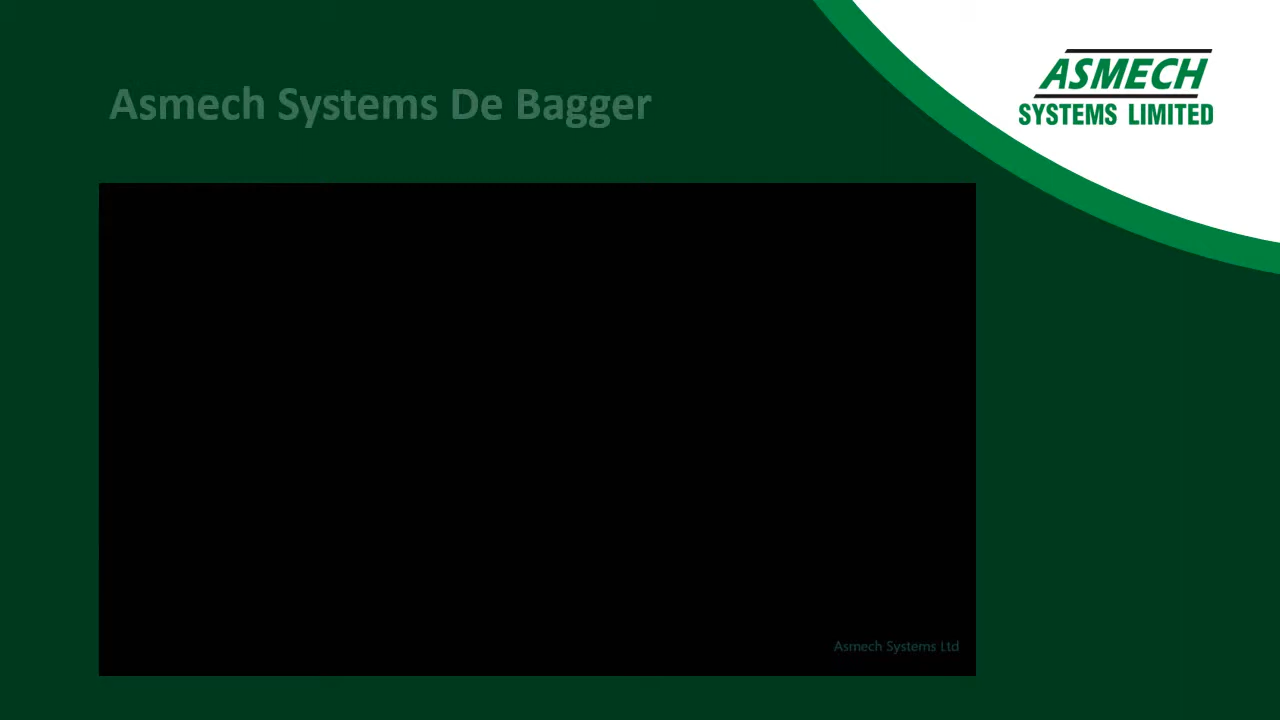 Asmech Systems De Bagger
ASMECH
SYSTEMS LIMITED
Asmech Systems Ltd